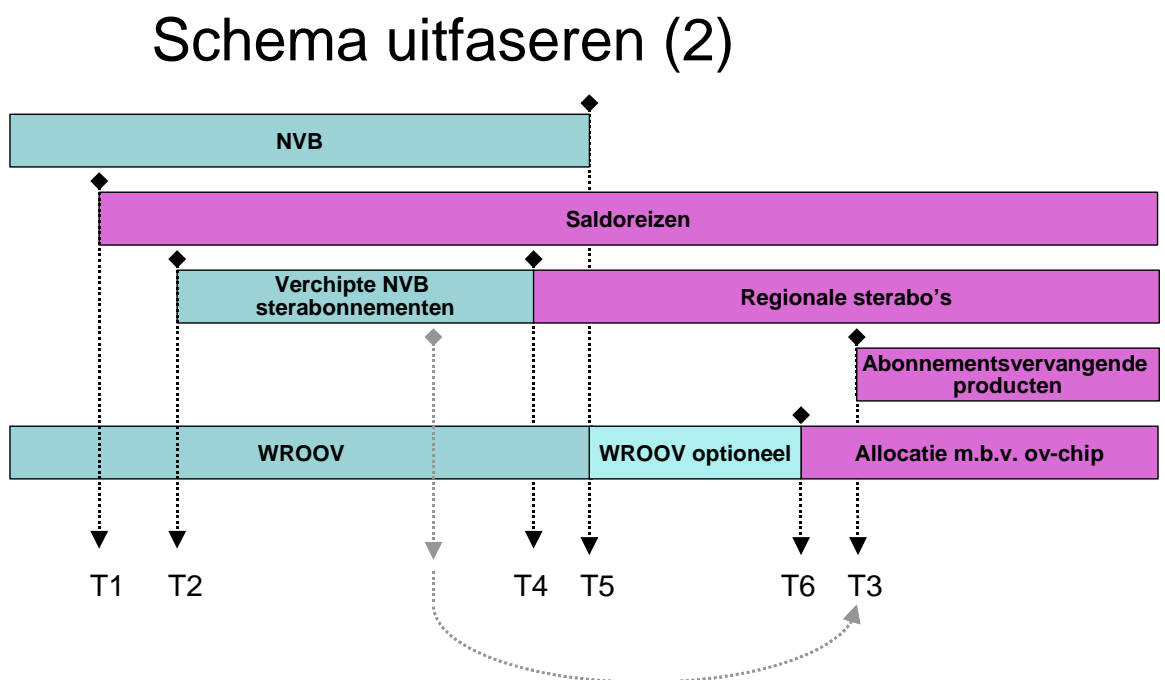 Schema uitfaseren (2)
NVB
Saldoreizen
Verchipte NVB
sterabonnementen
Regionale sterabo's
Abonnementsvervangende
producten
WROOV
WROOV optioneel
Allocatie m.b.v. ov-chip
T1
T2
T4
T5
T6
T3